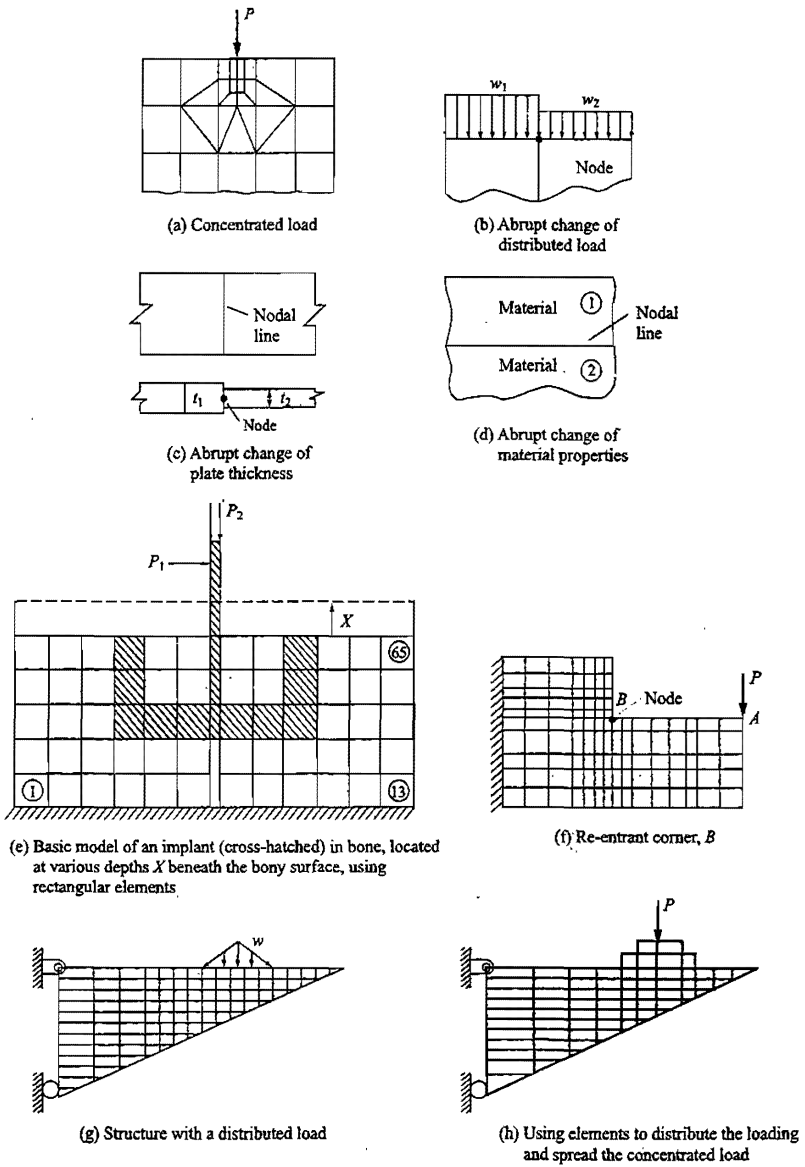 P
(a) Concentrated load
w1
w2
Node
(b) Abrupt change of
distributed load
Nodal
line
t1
t2
Node
(c) Abrupt change of
plate thickness
Material 1
Nodal
line
Material 2
(d) Abrupt change of
material properties
P2
P1
X
65
1
13
(e) Basic model of an implant (cross-hatched) in bone, located
at various depths X beneath the bony surface, using
rectangular elements
P
B
Node
A
(f) Re-entrant corner, B
w
(g) Structure with a distributed load
P
(h) Using elements to distribute the loading
and spread the concentrated load